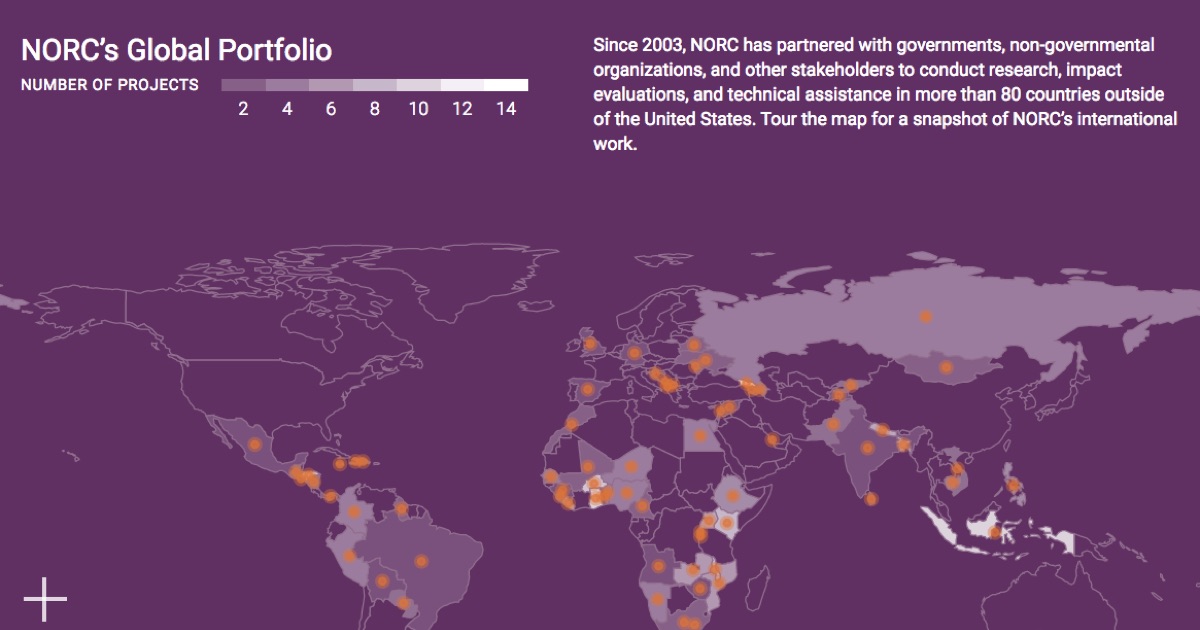 NORC’s Global Portfolio
NUMBER OF PROJECTS
2 4 6 8 10 12 14
Since 2003, NORC has partnered with governments, non-governmental
organizations, and other stakeholders to conduct research, impact
evaluations, and technical assistance in more than 80 countries outside
of the United States. Tour the map for a snapshot of NORC’s international
work.